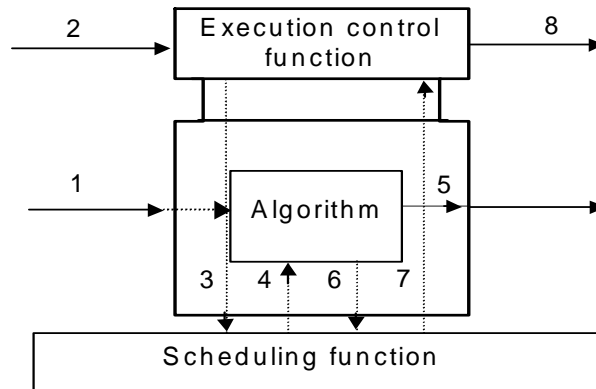 2
Execution control
function
8
1
Algorithm
5
3
4
6
7
Scheduling function